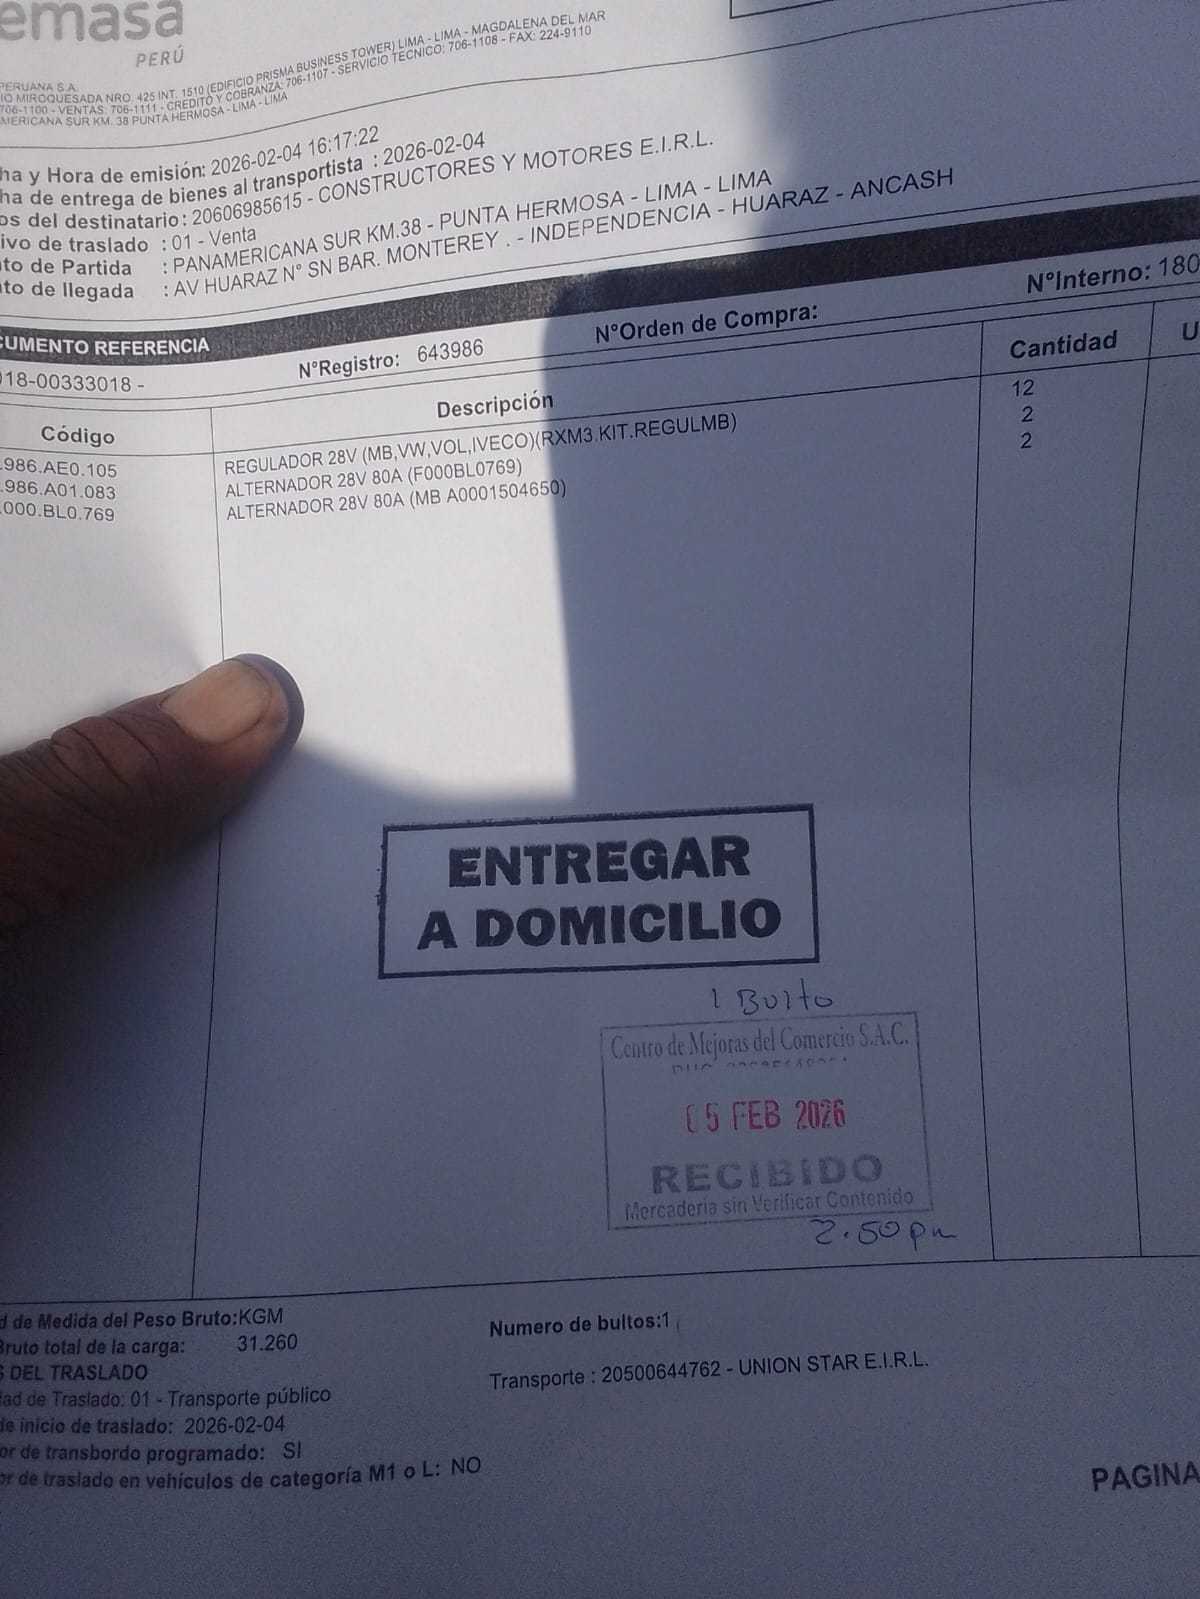 emasa
PERÚ
PERUANA S.A.
IO MIROQUESADA NRO. 425 INT. 1510 (EDIFICIO PRISMA BUSINESS TOWER) LIMA - LIMA - MAGDALENA DEL MAR
706-1100 - VENTAS: 706-1111 - CREDITO Y COBRANZA: 706-1107 - SERVICIO TECNICO: 706-1108 - FAX: 224-9110
MERICANA SUR KM. 38 PUNTA HERMOSA - LIMA - LIMA
ha y Hora de emisión: 2026-02-04 16:17:22
ha de entrega de bienes al transportista : 2026-02-04
os del destinatario : 20606985615 - CONSTRUCTORES Y MOTORES E.I.R.L.
ivo de traslado : 01 - Venta
to de Partida : PANAMERICANA SUR KM.38 - PUNTA HERMOSA - LIMA - LIMA
to de llegada : AV HUARAZ N° SN BAR. MONTEREY . - INDEPENDENCIA - HUARAZ - ANCASH
CUMENTO REFERENCIA
N°Orden de Compra:
N°Interno: 180
018-00333018 -
N°Registro: 643986
Código Descripción Cantidad U
.986.AE0.105 REGULADOR 28V (MB,VW,VOL,IVECO)(RXM3.KIT.REGULMB) 12
.986.A01.083 ALTERNADOR 28V 80A (F000BL0769) 2
.000.BL0.769 ALTERNADOR 28V 80A (MB A0001504650) 2
ENTREGAR
A DOMICILIO
1 Bulto
Centro de Mejoras del Comercio S.A.C.
05 FEB 2026
RECIBIDO
Mercaderia sin Verificar Contenido
2.50 pm
d de Medida del Peso Bruto:KGM
Bruto total de la carga: 31.260
Numero de bultos:1
S DEL TRASLADO
dad de Traslado: 01 - Transporte público
Transporte : 20500644762 - UNION STAR E.I.R.L.
de inicio de traslado: 2026-02-04
or de transbordo programado: SI
or de traslado en vehículos de categoría M1 o L: NO
PAGINA